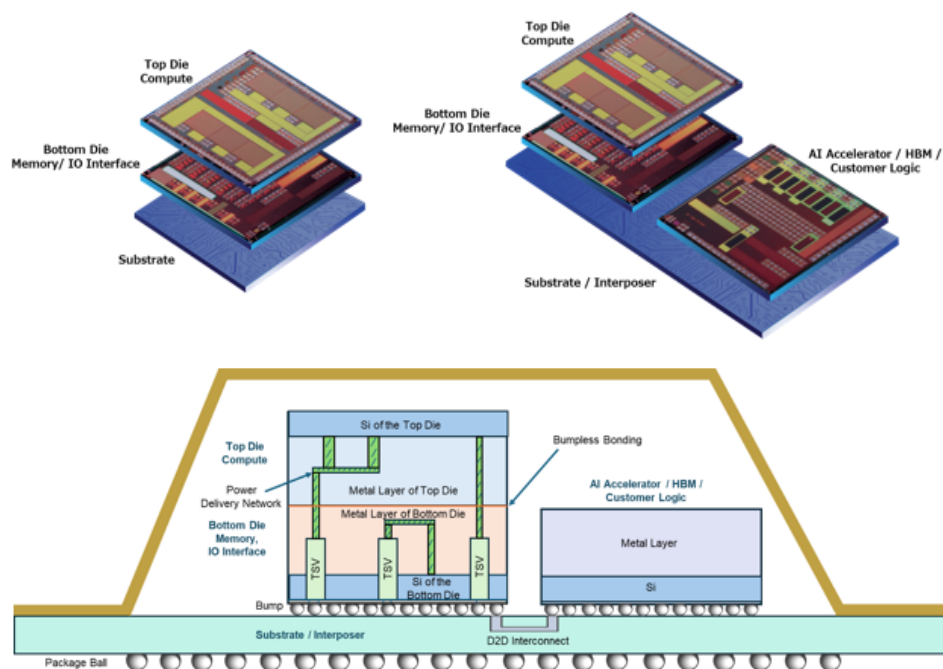 Top Die
Compute
Bottom Die
Memory/ IO Interface
Substrate
Top Die
Compute
Bottom Die
Memory/ IO Interface
AI Accelerator / HBM /
Customer Logic
Substrate / Interposer
Si of the Top Die
Top Die
Compute
Bumpless Bonding
Power
Delivery Network
Metal Layer of Top Die
AI Accelerator / HBM /
Customer Logic
Metal Layer of Bottom Die
Bottom Die
Memory,
IO Interface
Metal Layer
TSV
TSV
TSV
Si of the
Bottom Die
Si
Bump
Substrate / Interposer
D2D Interconnect
Package Ball